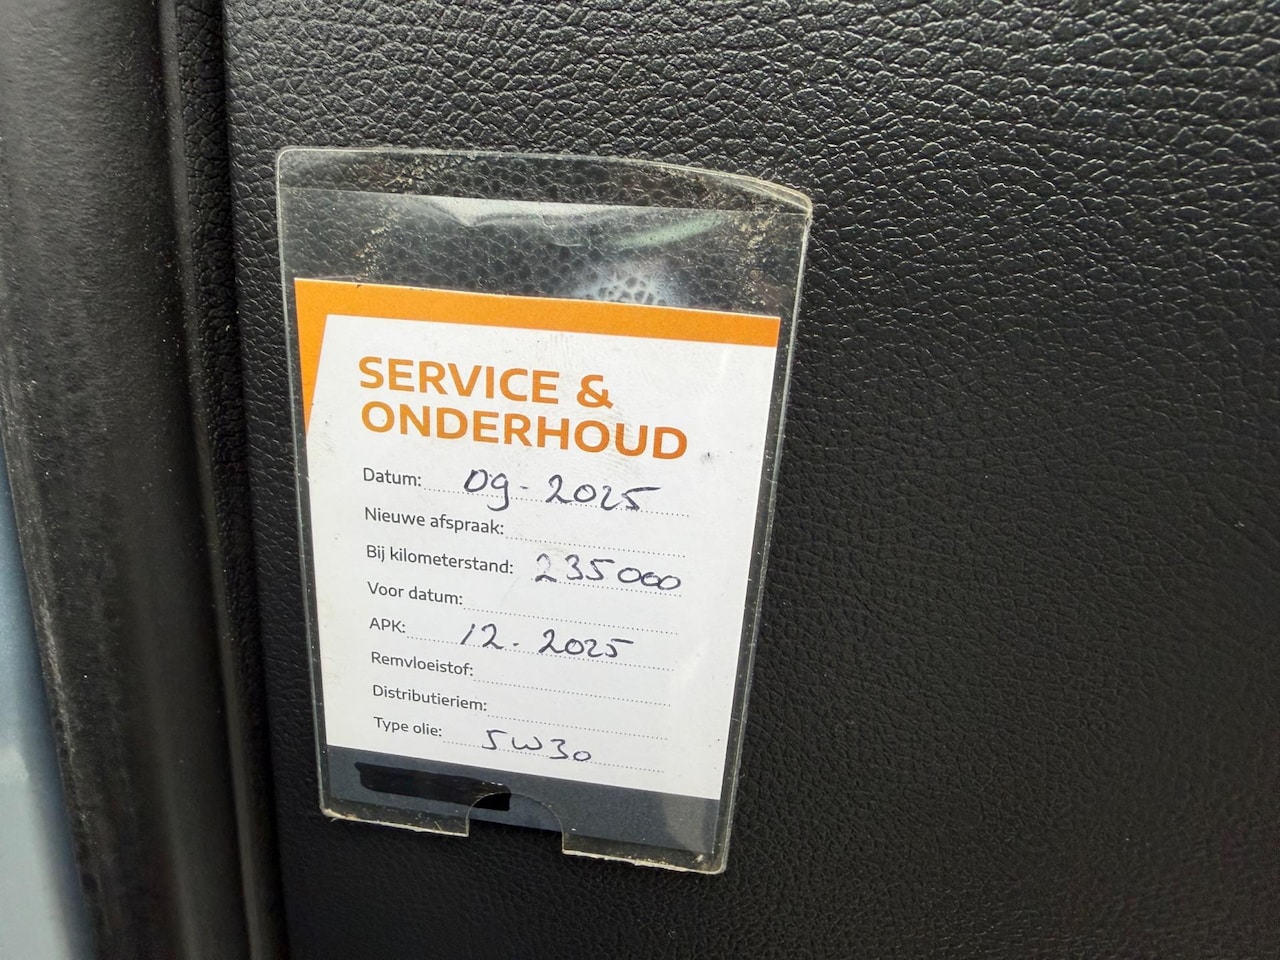 SERVICE &
ONDERHOUD
Datum: 09-2025
Nieuwe afspraak:
Bij kilometerstand: 235000
Voor datum:
APK: 12-2025
Remvloeistof:
Distributieriem:
Type olie: 5W30